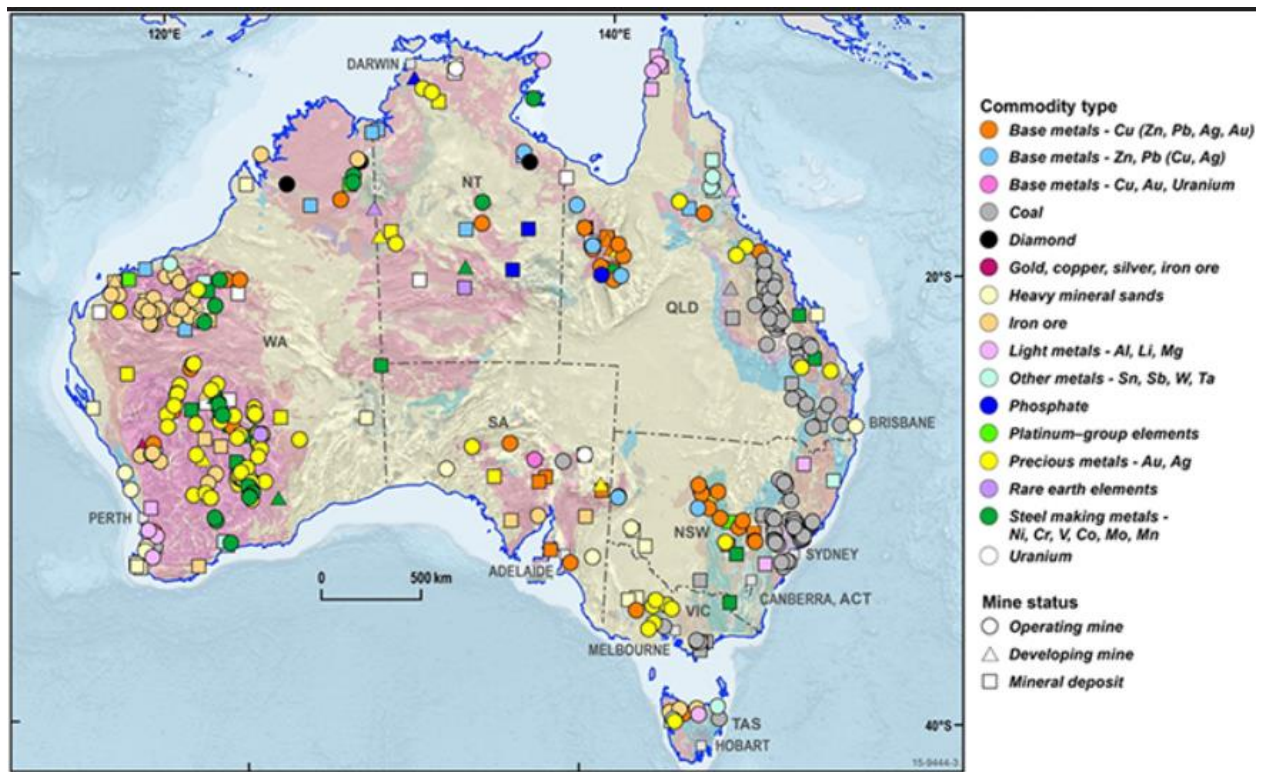 120°E
140°E
DARWIN
NT
20°S
QLD
WA
SA
BRISBANE
PERTH
NSW
SYDNEY
0 500 km
ADELAIDE
CANBERRA, ACT
VIC
MELBOURNE
TAS
40°S
HOBART
15-9444-3
Commodity type
Base metals - Cu (Zn, Pb, Ag, Au)
Base metals - Zn, Pb (Cu, Ag)
Base metals - Cu, Au, Uranium
Coal
Diamond
Gold, copper, silver, iron ore
Heavy mineral sands
Iron ore
Light metals - Al, Li, Mg
Other metals - Sn, Sb, W, Ta
Phosphate
Platinum–group elements
Precious metals - Au, Ag
Rare earth elements
Steel making metals -
Ni, Cr, V, Co, Mo, Mn
Uranium
Mine status
Operating mine
Developing mine
Mineral deposit